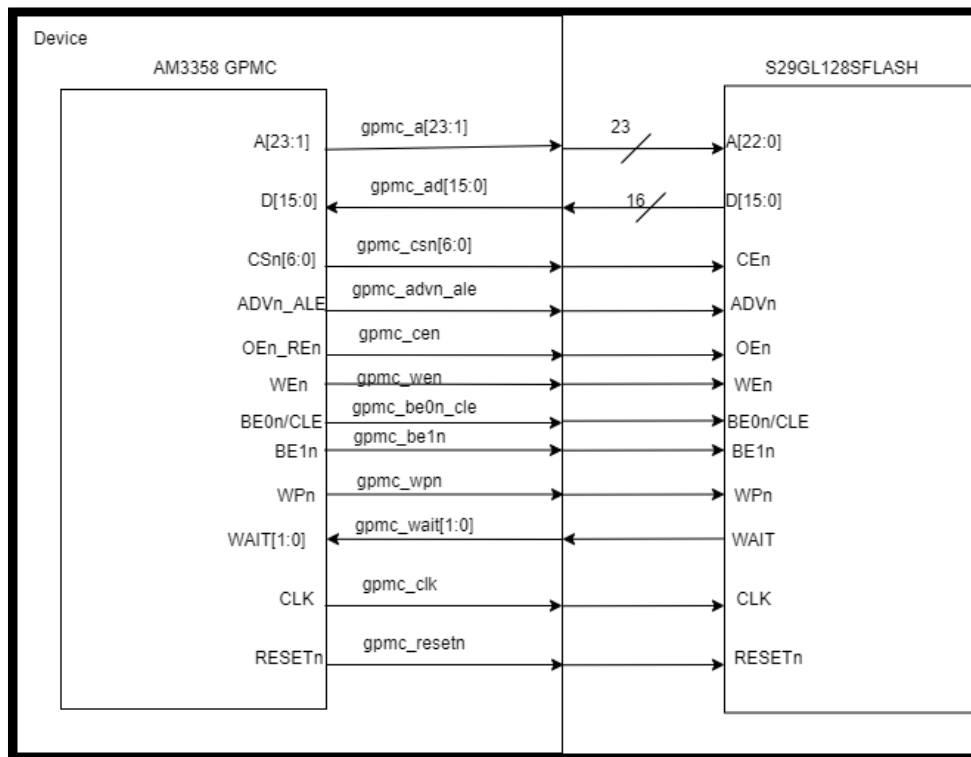 Device
AM3358 GPMC
S29GL128SFLASH
A[23:1] gpmc_a[23:1] 23 A[22:0]
D[15:0] gpmc_ad[15:0] 16 D[15:0]
CSn[6:0] gpmc_csn[6:0] CEn
ADVn_ALE gpmc_advn_ale ADVn
OEn_REn gpmc_cen OEn
WEn gpmc_wen WEn
BE0n/CLE gpmc_be0n_cle BE0n/CLE
BE1n gpmc_be1n BE1n
WPn gpmc_wpn WPn
WAIT[1:0] gpmc_wait[1:0] WAIT
CLK gpmc_clk CLK
RESETn gpmc_resetn RESETn